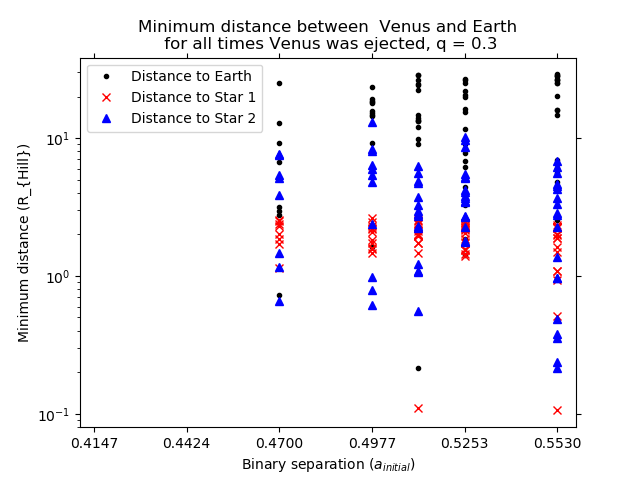 Minimum distance between  Venus and Earth
for all times Venus was ejected, q = 0.3
Distance to Earth
Distance to Star 1
Distance to Star 2
Minimum distance (R_{Hill})
10¹
10⁰
10⁻¹
0.4147 0.4424 0.4700 0.4977 0.5253 0.5530
Binary separation (a_initial)